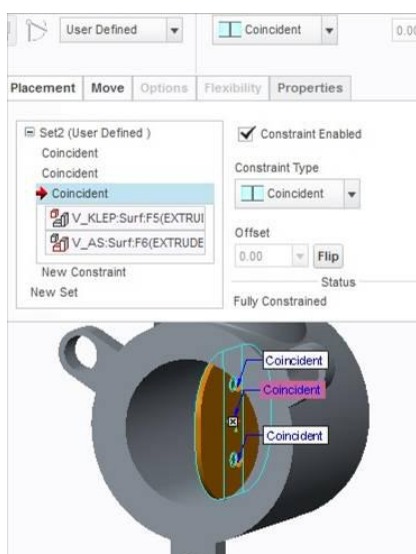 User Defined
Coincident
0.00
Placement Move Options Flexibility Properties
Set2 (User Defined )
Coincident
Coincident
Coincident
V_KLEP:Surf:F5(EXTRUI
V_AS:Surf:F6(EXTRUDE
New Constraint
New Set
Constraint Enabled
Constraint Type
Coincident
Offset
0.00 Flip
Status
Fully Constrained
Coincident
Coincident
Coincident